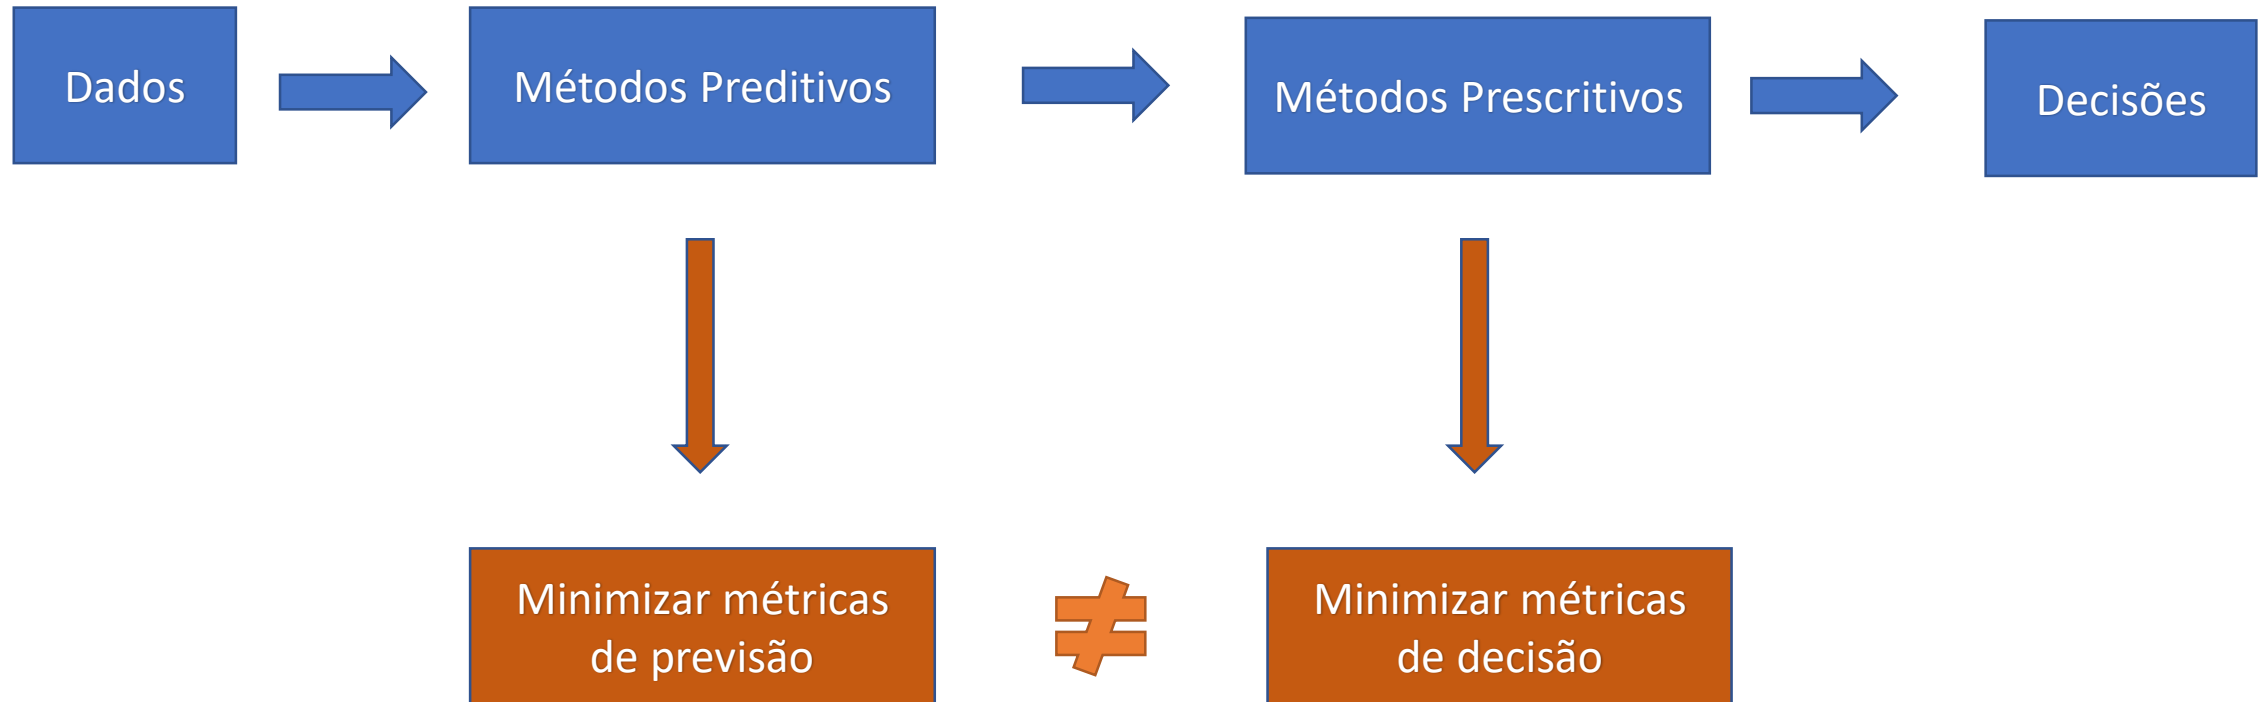 Dados
Métodos Preditivos
Métodos Prescritivos
Decisões
Minimizar métricas
de previsão
≠
Minimizar métricas
de decisão